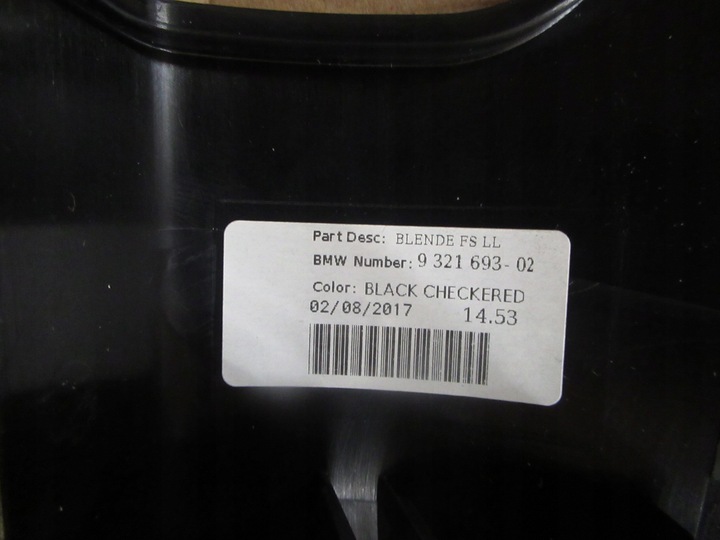 Part Desc: BLENDE FS LL
BMW Number: 9 321 693- 02
Color: BLACK CHECKERED
02/08/2017 14.53